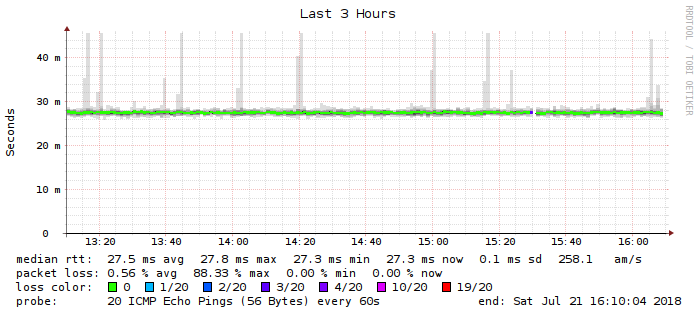 Last 3 Hours
RRDTOOL / TOBI OETIKER
Seconds
40 m
30 m
20 m
10 m
0
13:20 13:40 14:00 14:20 14:40 15:00 15:20 15:40 16:00
median rtt: 27.5 ms avg 27.8 ms max 27.3 ms min 27.3 ms now 0.1 ms sd 258.1 am/s
packet loss: 0.56 % avg 88.33 % max 0.00 % min 0.00 % now
loss color: 0 1/20 2/20 3/20 4/20 10/20 19/20
probe: 20 ICMP Echo Pings (56 Bytes) every 60s end: Sat Jul 21 16:10:04 2018